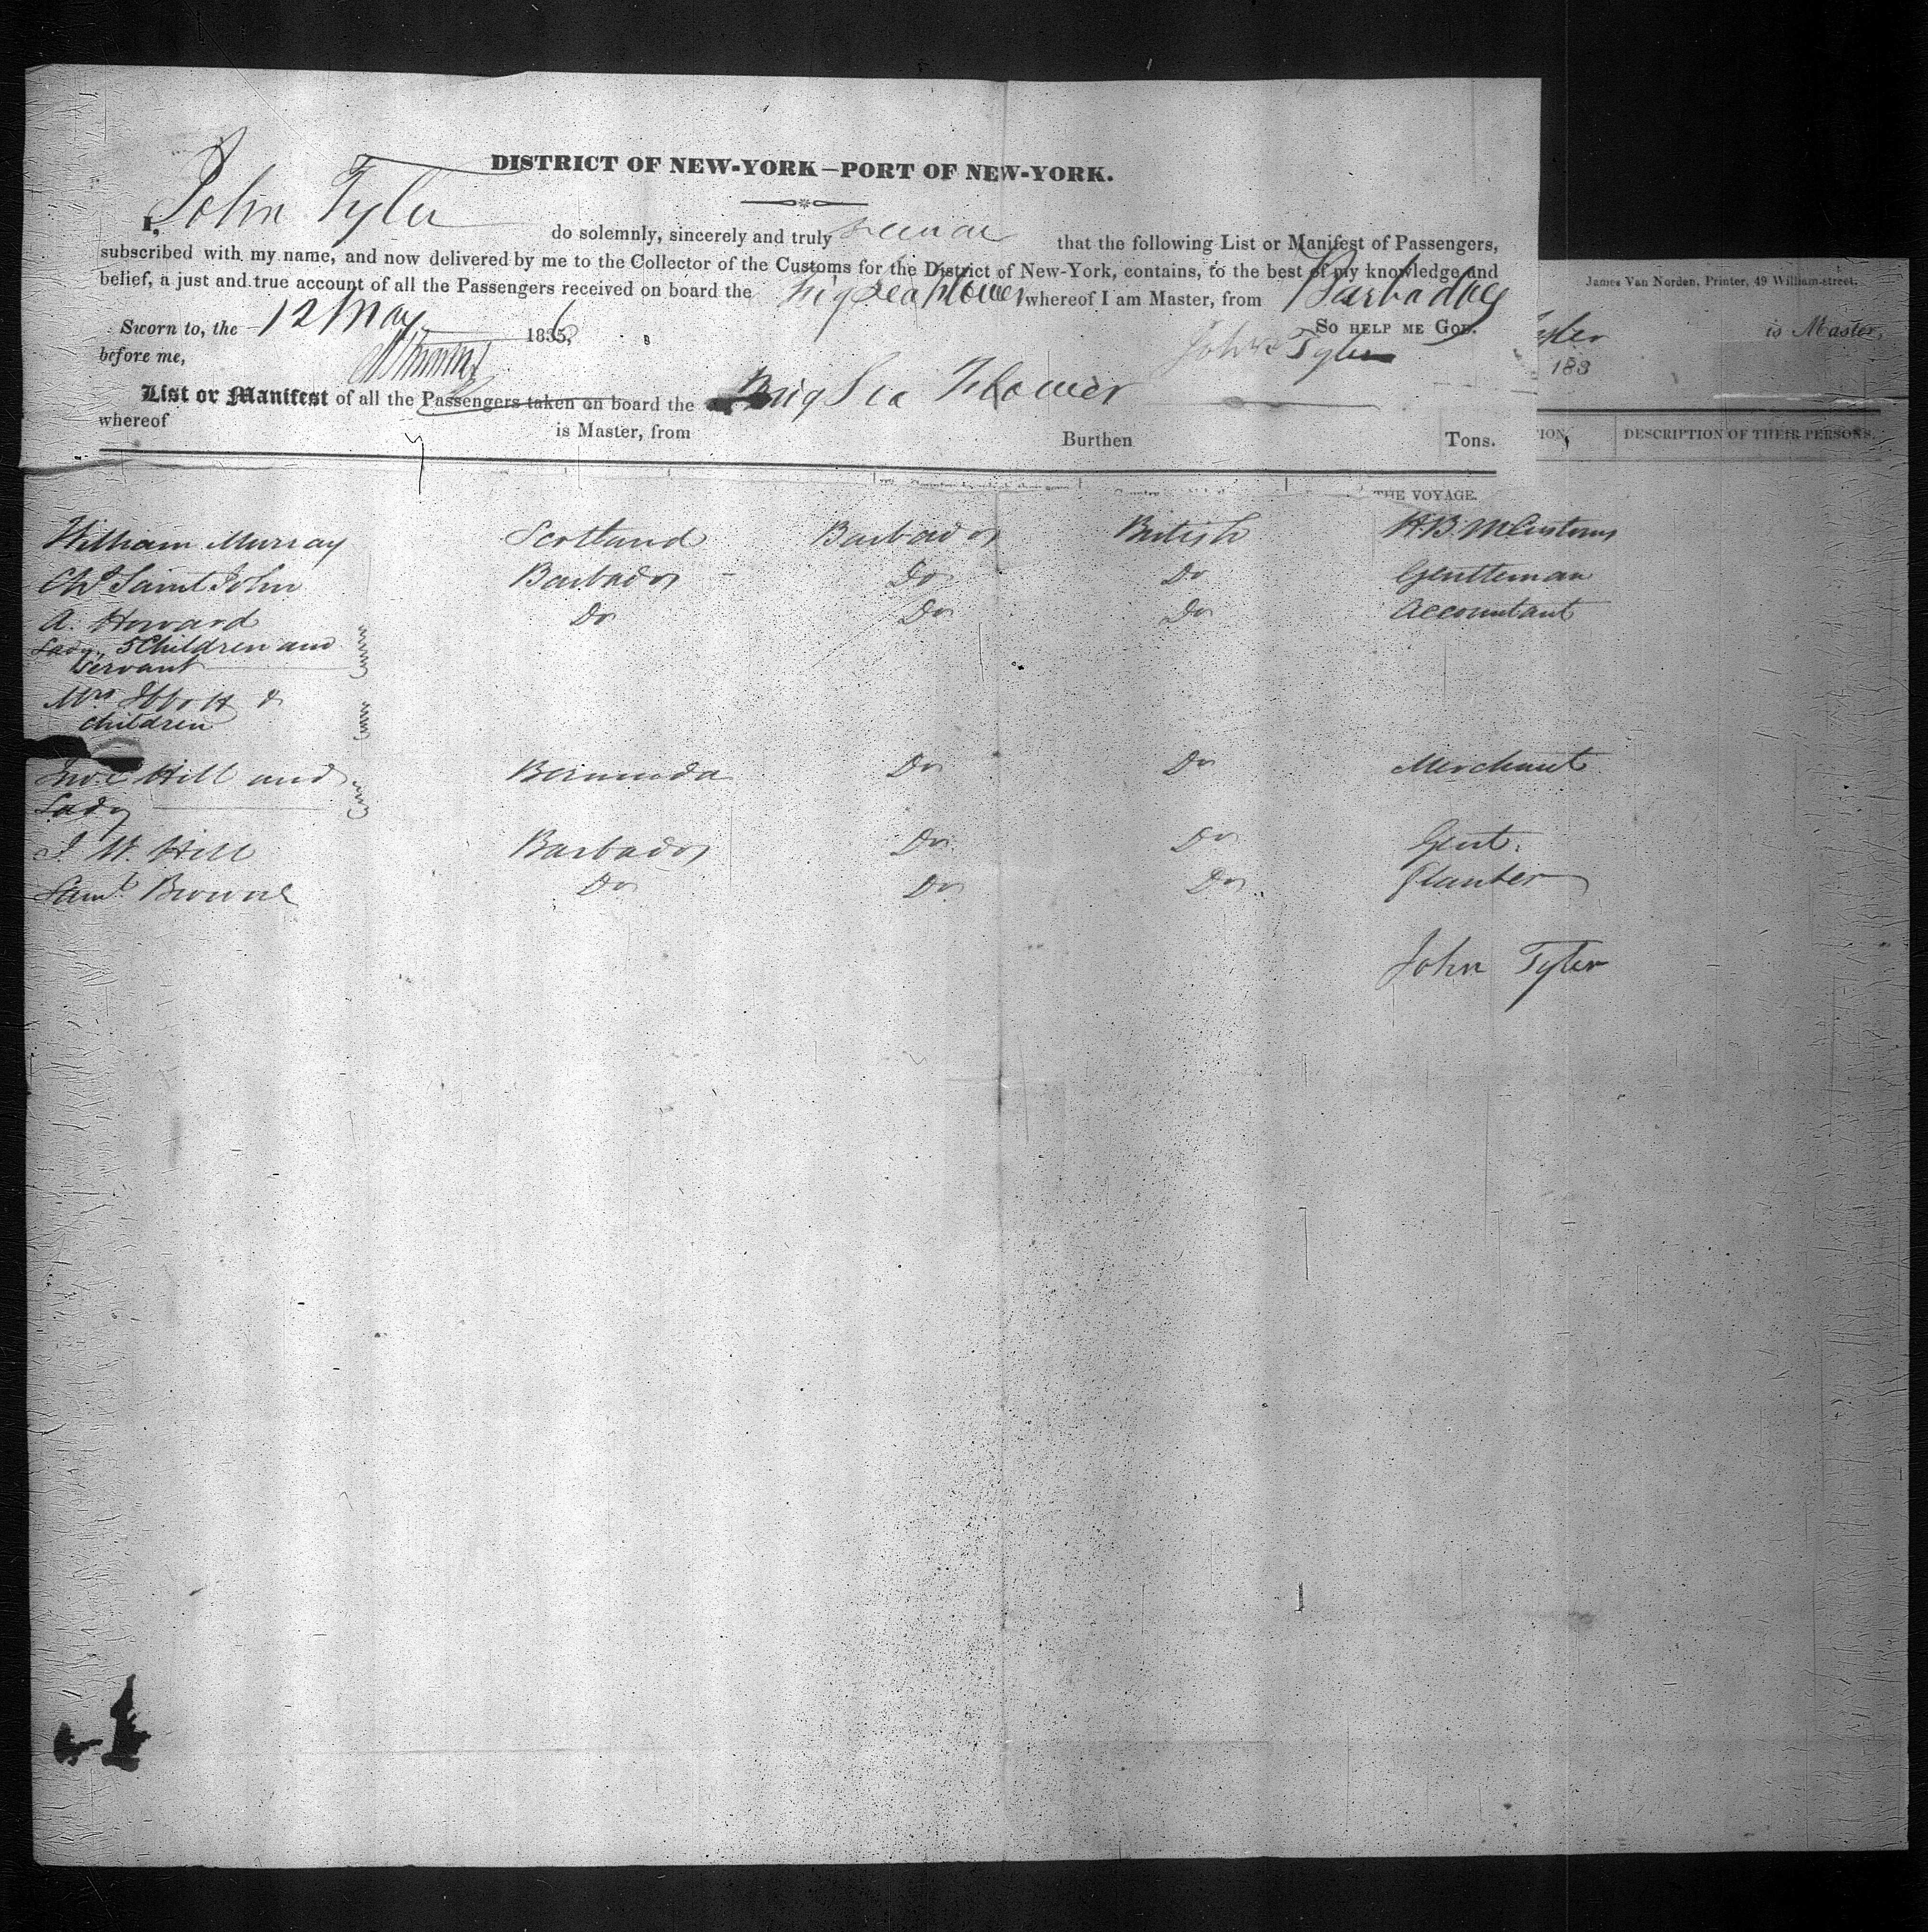 DISTRICT OF NEW-YORK—PORT OF NEW-YORK.
I, John Tyler do solemnly, sincerely and truly swear that the following List or Manifest of Passengers,
subscribed with my name, and now delivered by me to the Collector of the Customs for the District of New-York, contains, to the best of my knowledge and
belief, a just and true account of all the Passengers received on board the Brig Sea Flower whereof I am Master, from Barbadoes
Sworn to, the 12 May 1836 So HELP ME GOD.
before me, John Tyler
List or Manifest of all the Passengers taken on board the Brig Sea Flower
whereof is Master, from Burthen Tons.
James Van Norden, Printer, 49 William-street.
is Master,
183
ION, DESCRIPTION OF THEIR PERSONS.
THE VOYAGE.
William Murray Scotland Barbados British H.B.M Customs
Chs Saint John Barbados Do Do Gentleman
A. Howard Do Do Do Accountant
Lady, 5 Children and
Servant
Mrs &
children
Jno C Hill and Bermuda Do Do Merchant
Lady
J. W. Hill Barbados Do Do Gent.
Saml Browne Do Do Do Planter
John Tyler